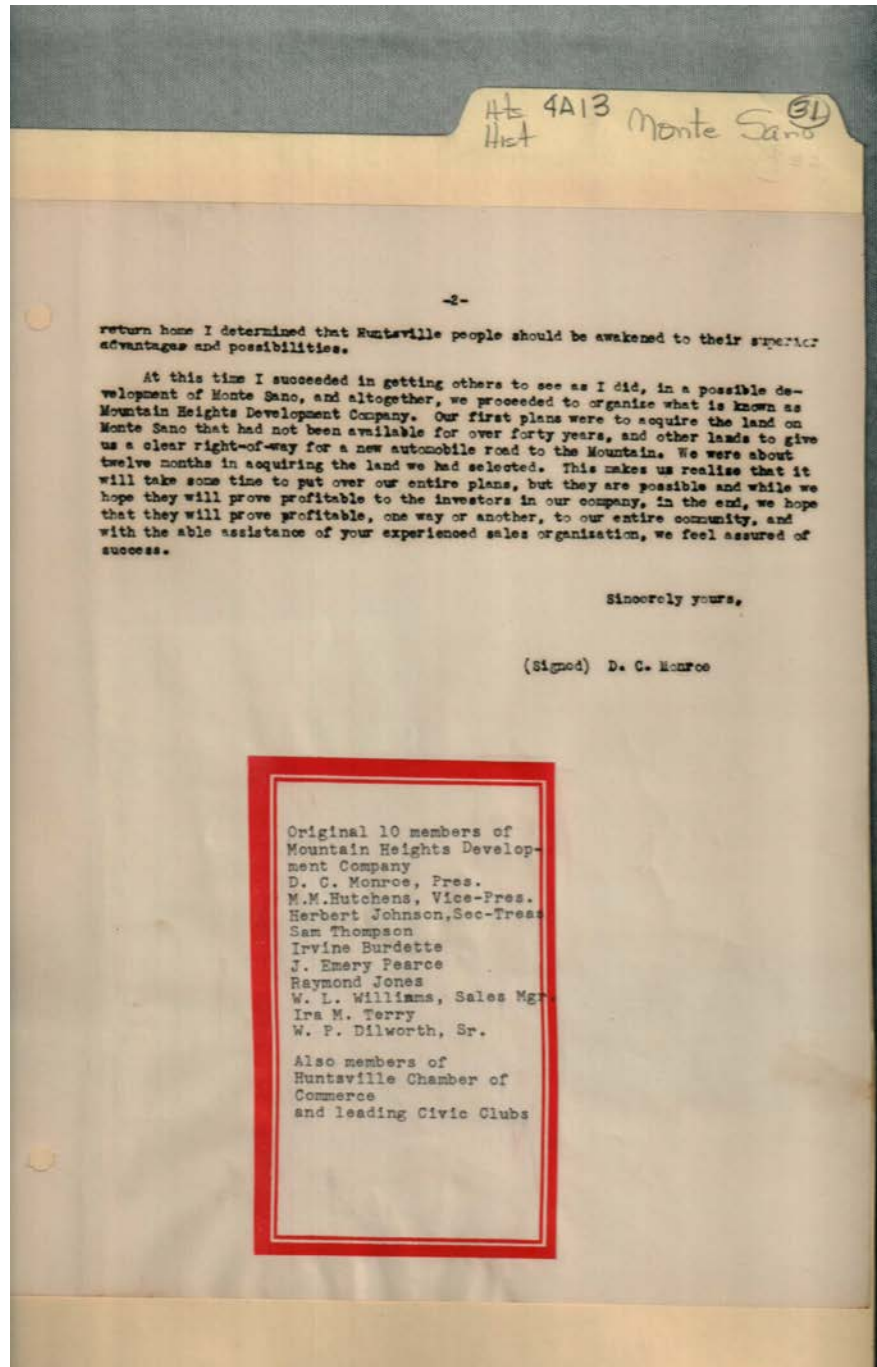 Hts 4A13 Monte Sano 31
Hist
-2-
return home I determined that Huntsville people should be awakened to their superior
advantages and possibilities.
At this time I succeeded in getting others to see as I did, in a possible de-
velopment of Monte Sano, and altogether, we proceeded to organize what is known as
Mountain Heights Development Company. Our first plans were to acquire the land on
Monte Sano that had not been available for over forty years, and other lands to give
us a clear right-of-way for a new automobile road to the Mountain. We were about
twelve months in acquiring the land we had selected. This makes us realise that it
will take some time to put over our entire plans, but they are possible and while we
hope they will prove profitable to the investors in our company, in the end, we hope
that they will prove profitable, one way or another, to our entire community, and
with the able assistance of your experienced sales organization, we feel assured of
success.
Sincerely yours,
(Signed) D. C. Monroe
Original 10 members of
Mountain Heights Develop-
ment Company
D. C. Monroe, Pres.
M.M.Hutchens, Vice-Pres.
Herbert Johnson,Sec-Treas
Sam Thompson
Irvine Burdette
J. Emery Pearce
Raymond Jones
W. L. Williams, Sales Mgr.
Ira M. Terry
W. P. Dilworth, Sr.
Also members of
Huntsville Chamber of
Commerce
and leading Civic Clubs